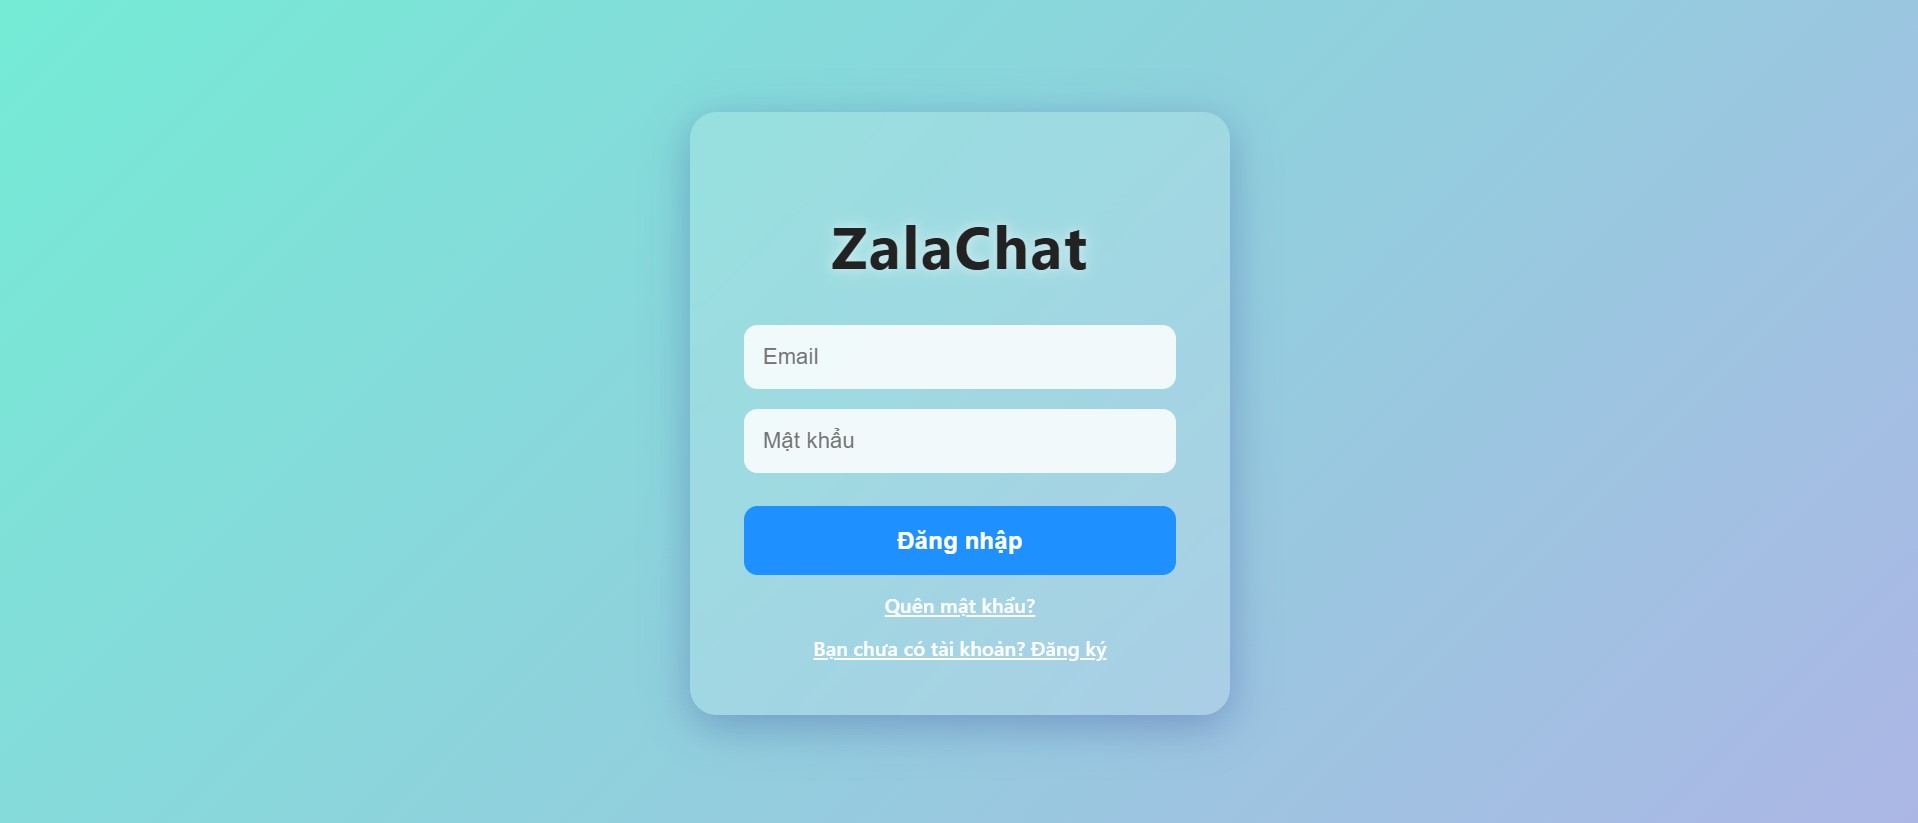 ZalaChat
Email
Mật khẩu
Đăng nhập
Quên mật khẩu?
Bạn chưa có tài khoản? Đăng ký